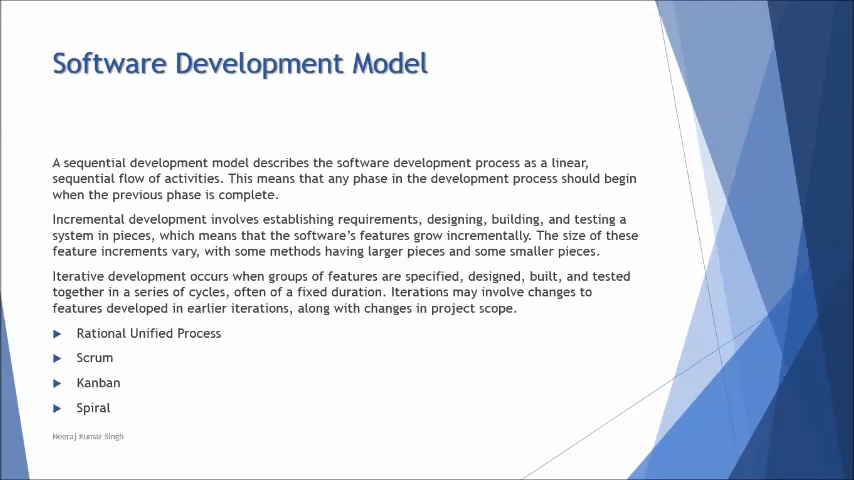 Software Development Model
A sequential development model describes the software development process as a linear,
sequential flow of activities. This means that any phase in the development process should begin
when the previous phase is complete.
Incremental development involves establishing requirements, designing, building, and testing a
system in pieces, which means that the software's features grow incrementally. The size of these
feature increments vary, with some methods having larger pieces and some smaller pieces.
Iterative development occurs when groups of features are specified, designed, built, and tested
together in a series of cycles, often of a fixed duration. Iterations may involve changes to
features developed in earlier iterations, along with changes in project scope.
Rational Unified Process
Scrum
Kanban
Spiral
Neeraj Kumar Singh